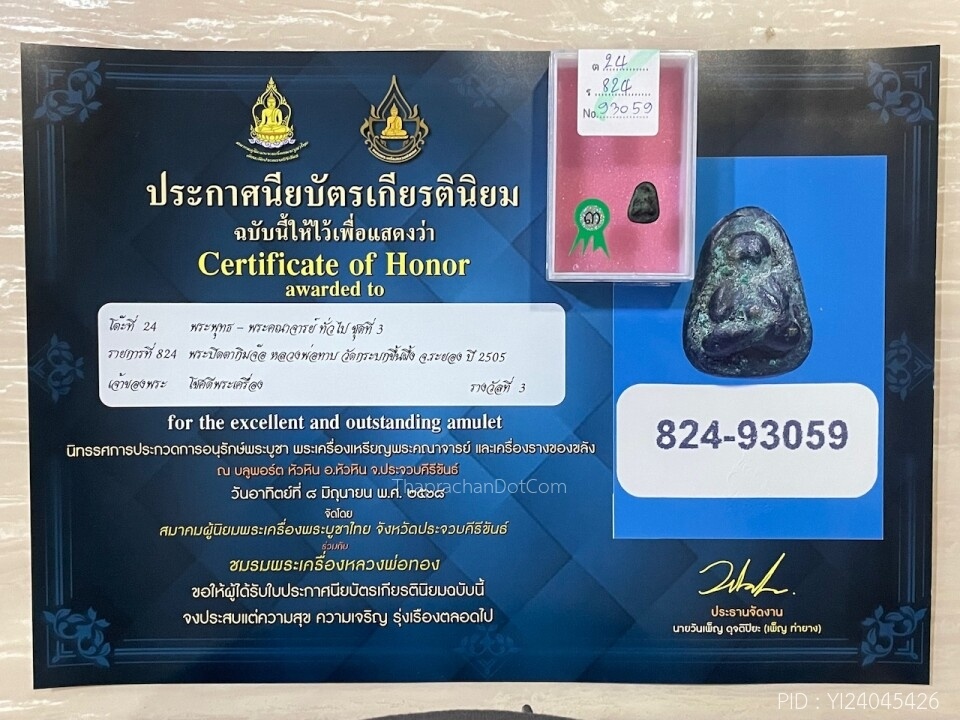 ด 24
ร 824
No. 93059
๓
ประกาศนียบัตรเกียรตินิยม
ฉบับนี้ให้ไว้เพื่อแสดงว่า
Certificate of Honor
awarded to
โต๊ะที่ 24 พระพุทธ - พระคณาจารย์ ทั่วไป ชุดที่ 3
รายการที่ 824 พระปิดตากิมจ้อ หลวงพ่อทาบ วัดกระบกขึ้นผึ้ง จ.ระยอง ปี 2505
เจ้าของพระ โชคดีพระเครื่อง รางวัลที่ 3
for the excellent and outstanding amulet
นิทรรศการประกวดการอนุรักษ์พระบูชา พระเครื่องเหรียญพระคณาจารย์ และเครื่องรางของขลัง
ณ บลูพอร์ต หัวหิน อ.หัวหิน จ.ประจวบคีรีขันธ์
วันอาทิตย์ที่ ๘ มิถุนายน พ.ศ. ๒๕๖๘
ThaprachanDotCom
จัดโดย
สมาคมผู้นิยมพระเครื่องพระบูชาไทย จังหวัดประจวบคีรีขันธ์
ร่วมกับ
ชมรมพระเครื่องหลวงพ่อทอง
ขอให้ผู้ได้รับใบประกาศนียบัตรเกียรตินิยมฉบับนี้
จงประสบแต่ความสุข ความเจริญ รุ่งเรืองตลอดไป
824-93059
ประธานจัดงาน
นายวันเพ็ญ ดุจติปิยะ (เพ็ญ ท่ายาง)
PID : YI24045426